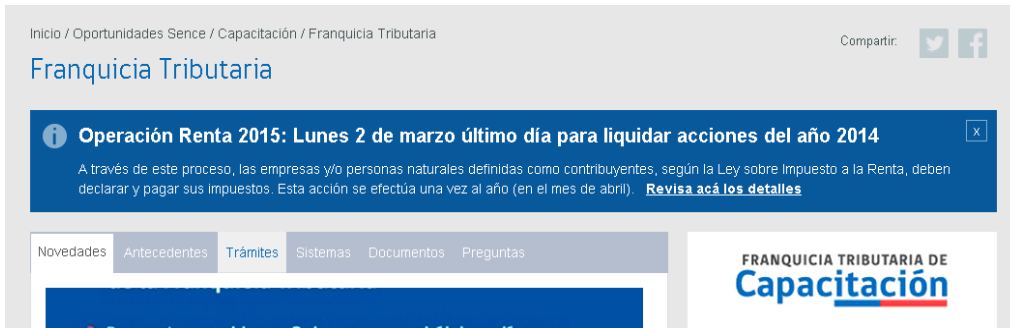 Inicio / Oportunidades Sence / Capacitación / Franquicia Tributaria
Compartir:
Franquicia Tributaria
Operación Renta 2015: Lunes 2 de marzo último día para liquidar acciones del año 2014
x
A través de este proceso, las empresas y/o personas naturales definidas como contribuyentes, según la Ley sobre Impuesto a la Renta, deben
declarar y pagar sus impuestos. Esta acción se efectúa una vez al año (en el mes de abril). Revisa acá los detalles
Novedades Antecedentes Trámites Sistemas Documentos Preguntas
FRANQUICIA TRIBUTARIA DE
Capacitación